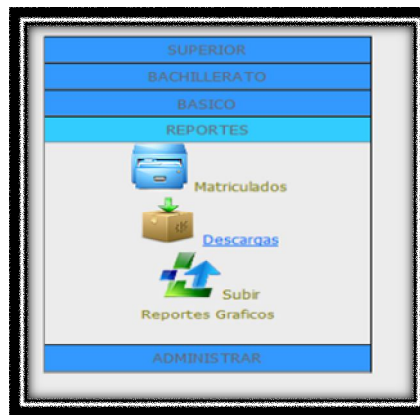 SUPERIOR
BACHILLERATO
BASICO
REPORTES
Matriculados
Descargas
Subir
Reportes Graficos
ADMINISTRAR